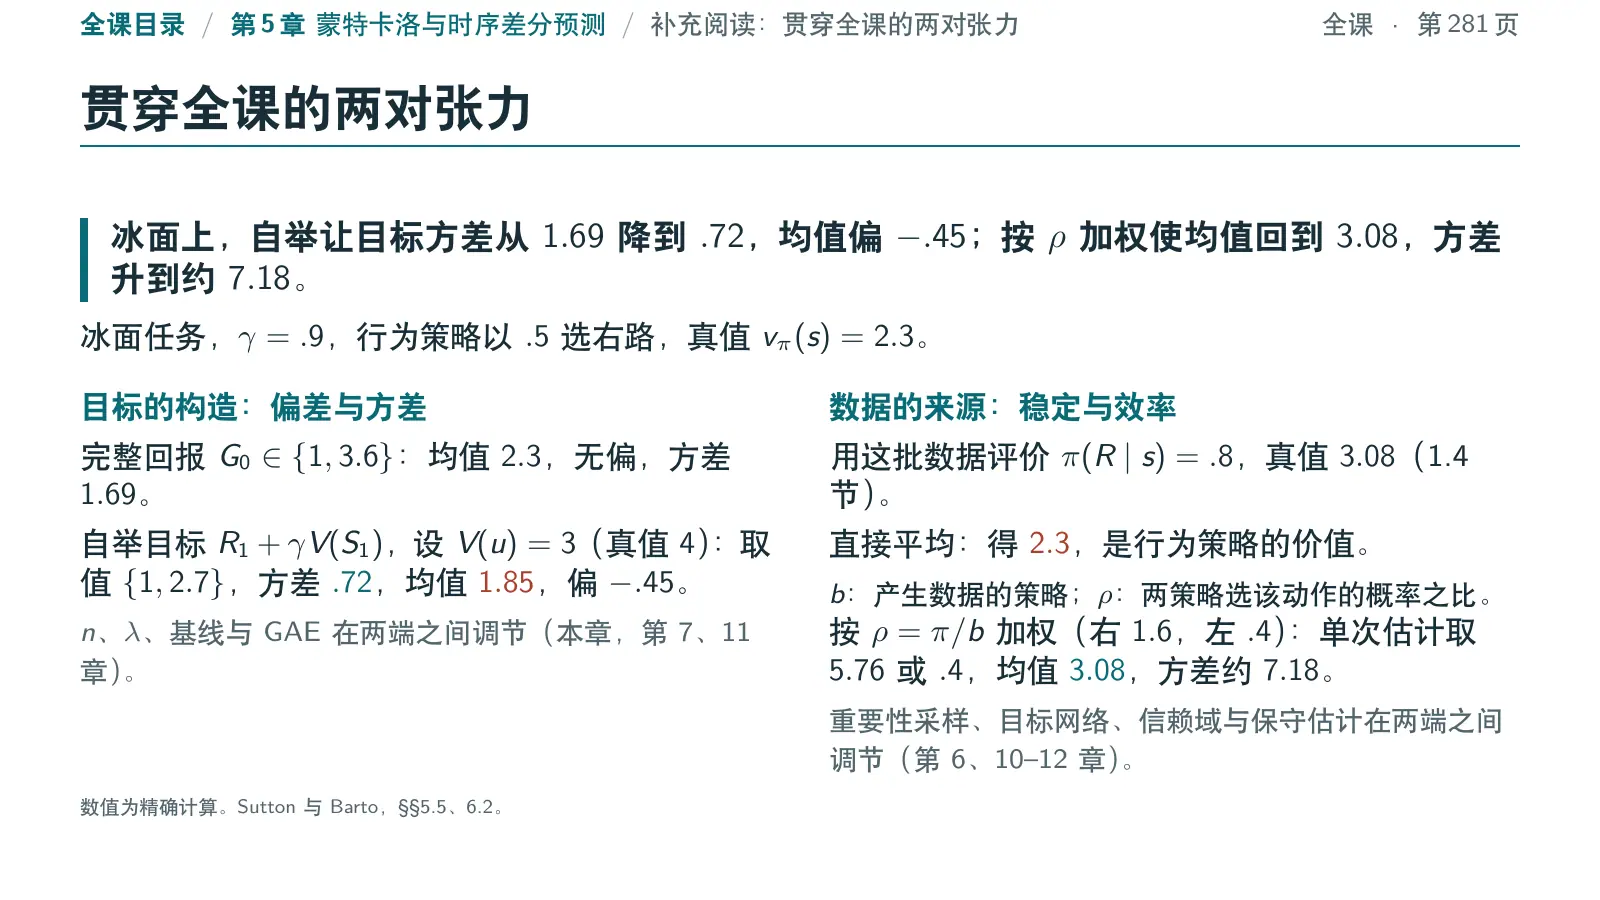 全课目录 / 第 5 章 蒙特卡洛与时序差分预测 / 补充阅读：贯穿全课的两对张力
全课 · 第 281 页
贯穿全课的两对张力
冰面上，自举让目标方差从 1.69 降到 .72，均值偏 −.45；按 ρ 加权使均值回到 3.08，方差
升到约 7.18。
冰面任务，γ = .9，行为策略以 .5 选右路，真值 vπ(s) = 2.3。
目标的构造：偏差与方差
完整回报 G₀ ∈ {1, 3.6}：均值 2.3，无偏，方差
1.69。
自举目标 R₁ + γV(S₁)，设 V(u) = 3（真值 4）：取
值 {1, 2.7}，方差 .72，均值 1.85，偏 −.45。
n、λ、基线与 GAE 在两端之间调节（本章，第 7、11
章）。
数据的来源：稳定与效率
用这批数据评价 π(R | s) = .8，真值 3.08（1.4
节）。
直接平均：得 2.3，是行为策略的价值。
b：产生数据的策略；ρ：两策略选该动作的概率之比。
按 ρ = π/b 加权（右 1.6，左 .4）：单次估计取
5.76 或 .4，均值 3.08，方差约 7.18。
重要性采样、目标网络、信赖域与保守估计在两端之间
调节（第 6、10–12 章）。
数值为精确计算。Sutton 与 Barto，§§5.5、6.2。